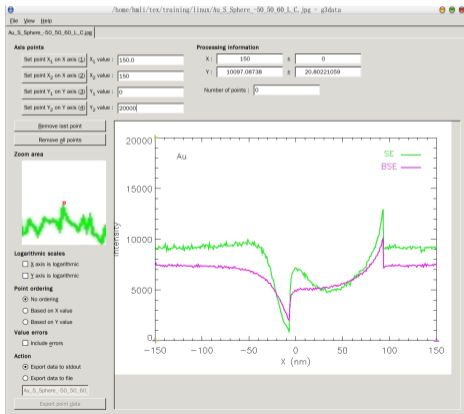 /home/hmli/tex/training/linux/Au_S_Sphere_-50_50_60_L_C.jpg - g3data
File View Help
Au_S_Sphere_-50_50_60_L_C.jpg
Axis points
Set point X1 on X axis (1) X1 value : 150.0
Set point X2 on X axis (2) X2 value : 150
Set point Y1 on Y axis (3) Y1 value : 0
Set point Y2 on Y axis (4) Y2 value : 20000
Processing information
X : 150 ± 0
Y : 10097.08738 ± 20.80221059
Number of points : 0
Remove last point
Remove all points
Zoom area
P
Logarithmic scales
X axis is logarithmic
Y axis is logarithmic
Point ordering
No ordering
Based on X value
Based on Y value
Value errors
Include errors
Action
Export data to stdout
Export data to file
Au_S_Sphere_-50_50_60_
Export point data
20000
15000
10000
5000
0
Intensity
Au
SE
BSE
-150 -100 -50 0 50 100 150
X (nm)